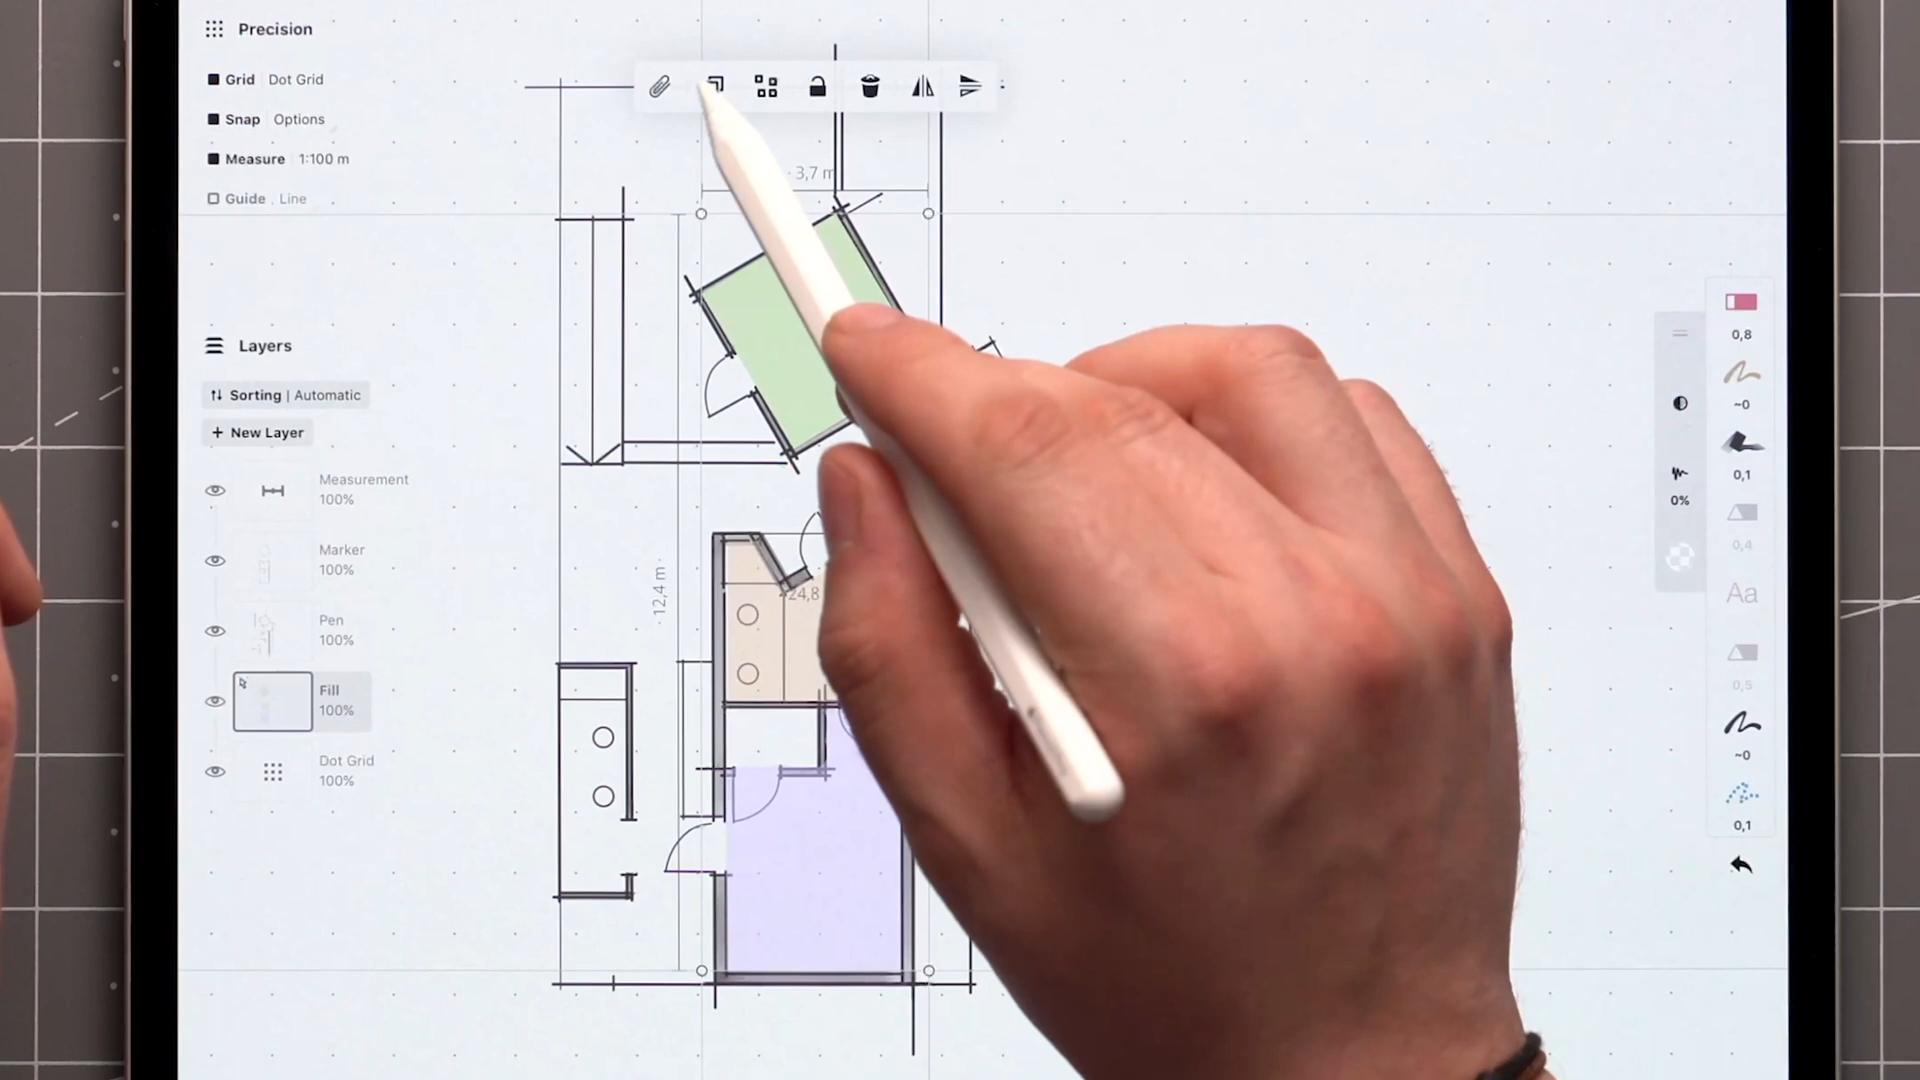 Precision
Grid Dot Grid
Snap Options
Measure 1:100 m
Guide Line
3,7 m
Layers
Sorting | Automatic
+ New Layer
Measurement
100%
Marker
100%
Pen
100%
Fill
100%
Dot Grid
100%
12,4 m
24,8
0%
0,8
~0
0,1
0,4
Aa
0,5
~0
0,1